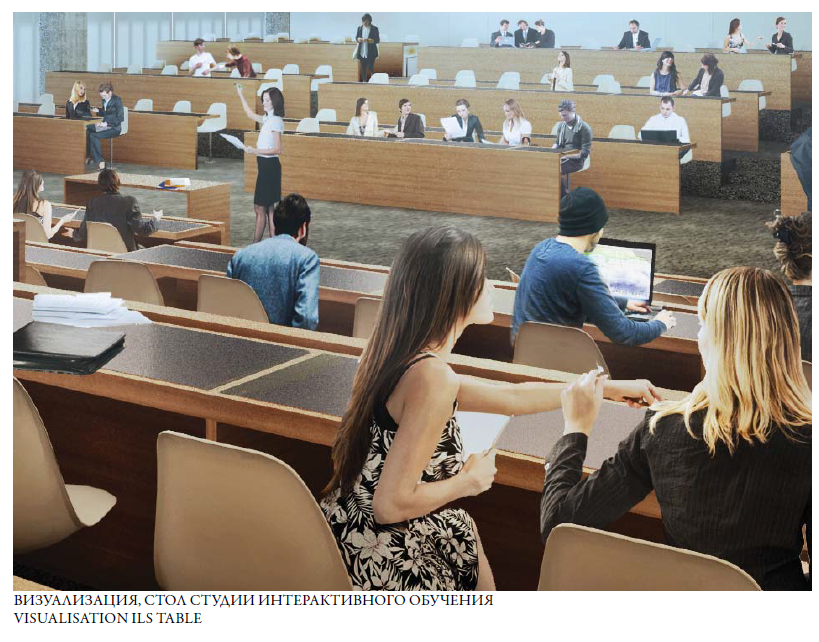 ВИЗУАЛИЗАЦИЯ, СТОЛ СТУДИИ ИНТЕРАКТИВНОГО ОБУЧЕНИЯ
VISUALISATION ILS TABLE